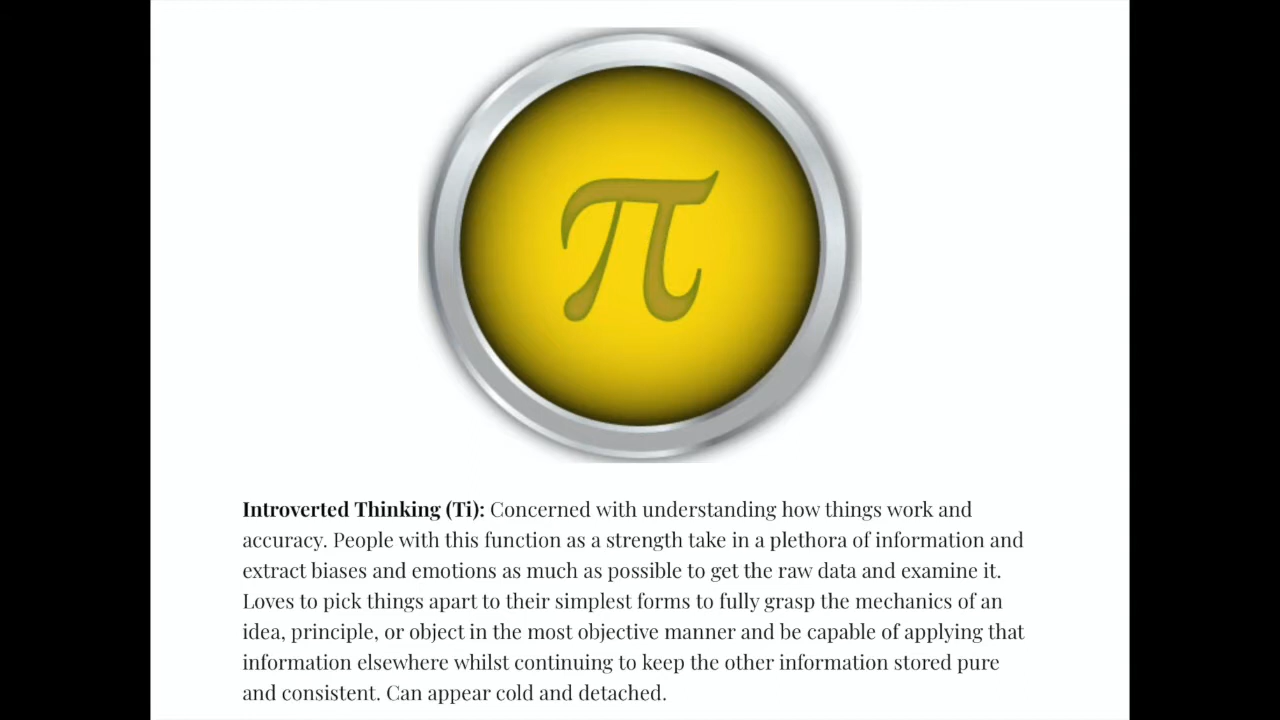 π
Introverted Thinking (Ti): Concerned with understanding how things work and
accuracy. People with this function as a strength take in a plethora of information and
extract biases and emotions as much as possible to get the raw data and examine it.
Loves to pick things apart to their simplest forms to fully grasp the mechanics of an
idea, principle, or object in the most objective manner and be capable of applying that
information elsewhere whilst continuing to keep the other information stored pure
and consistent. Can appear cold and detached.